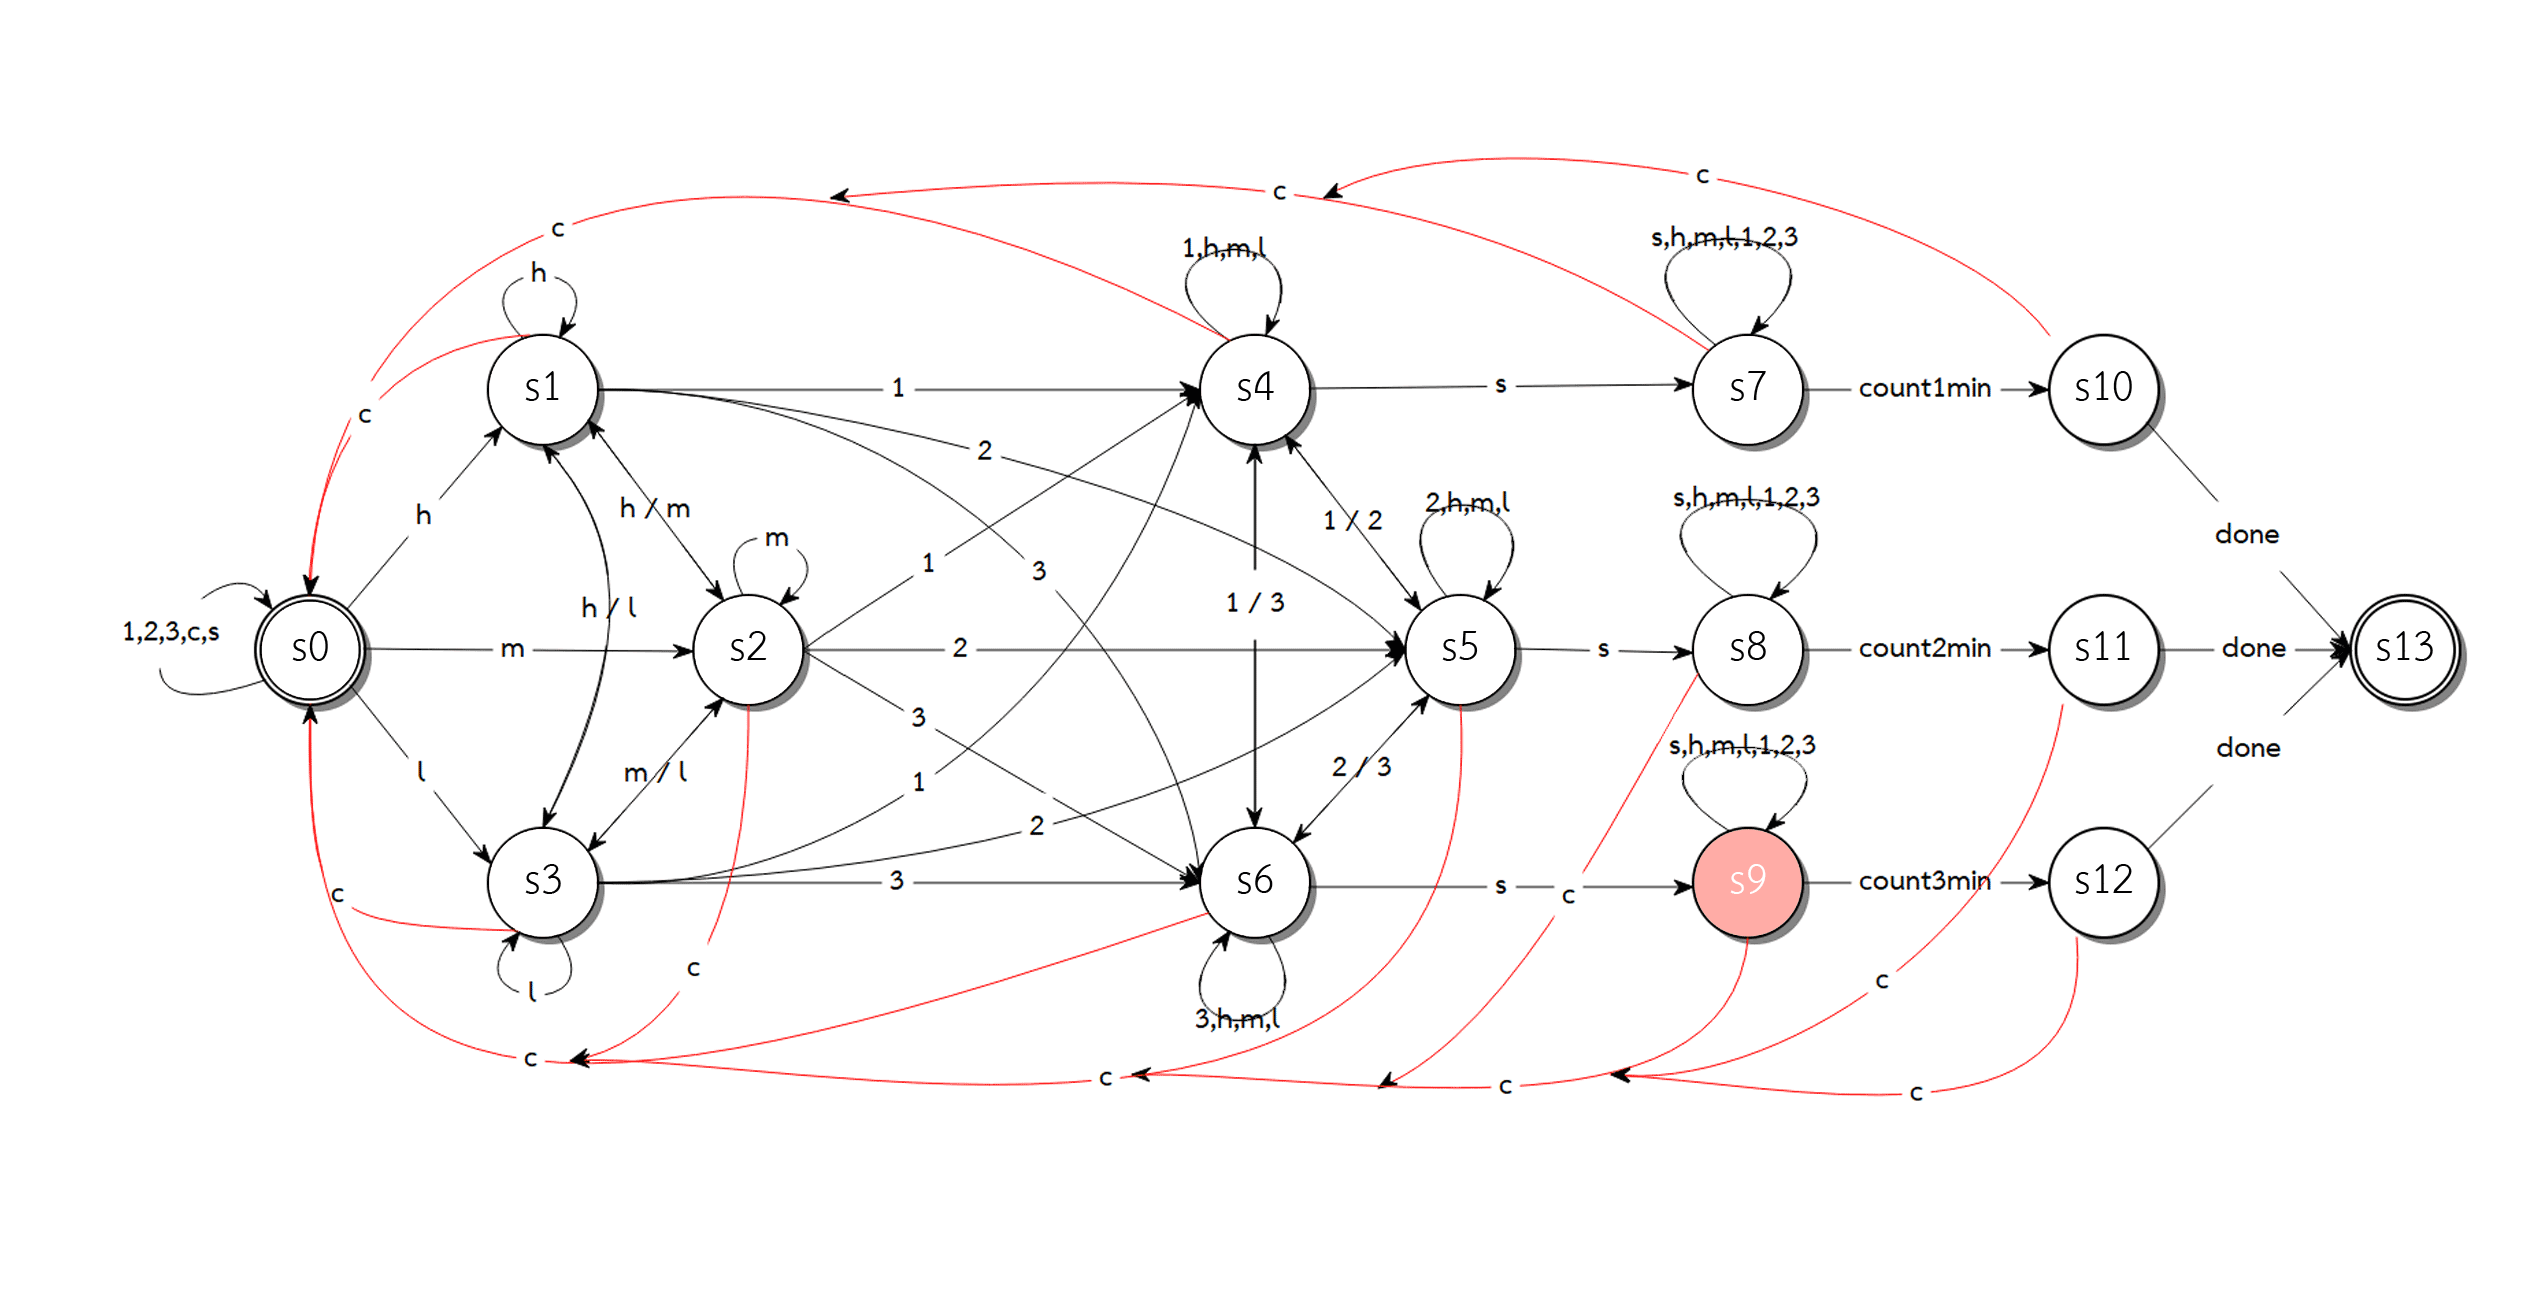 c
c
c
h
1,h,m,l
s,h,m,l,1,2,3
s1
1
s4
s
s7
count1min
s10
c
2
h
h / m
1 / 2
2,h,m,l
s,h,m,l,1,2,3
done
m
1
3
1 / 3
h / l
1,2,3,c,s
s0
m
s2
2
s5
s
s8
count2min
s11
done
s13
l
m / l
3
1
2
2 / 3
s,h,m,l,1,2,3
done
s3
3
s6
s
c
s9
count3min
s12
c
l
c
3,h,m,l
c
c
c
c
c